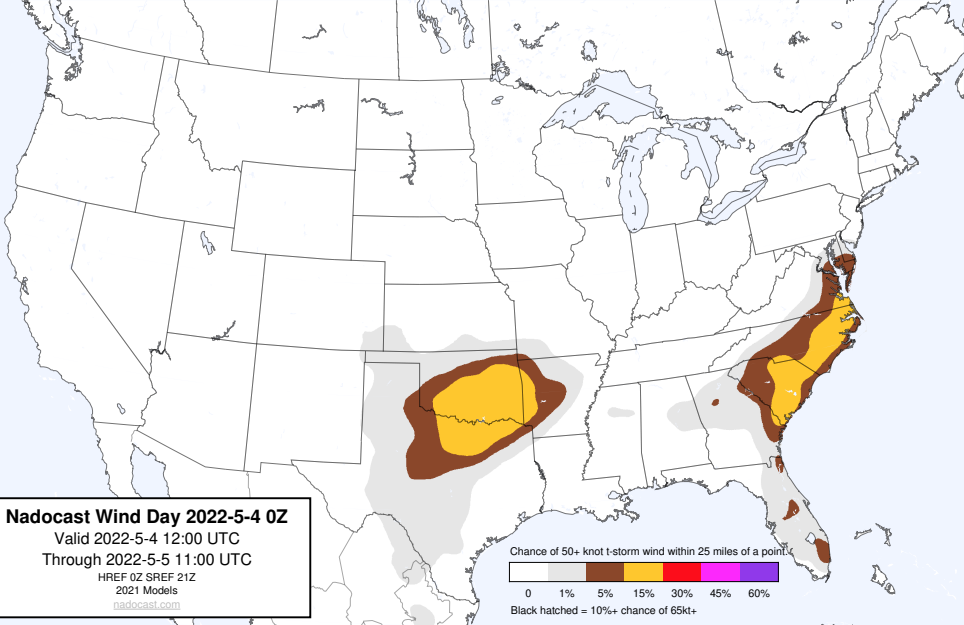 Nadocast Wind Day 2022-5-4 0Z
Valid 2022-5-4 12:00 UTC
Through 2022-5-5 11:00 UTC
HREF 0Z SREF 21Z
2021 Models
nadocast.com
Chance of 50+ knot t-storm wind within 25 miles of a point.
0 1% 5% 15% 30% 45% 60%
Black hatched = 10%+ chance of 65kt+